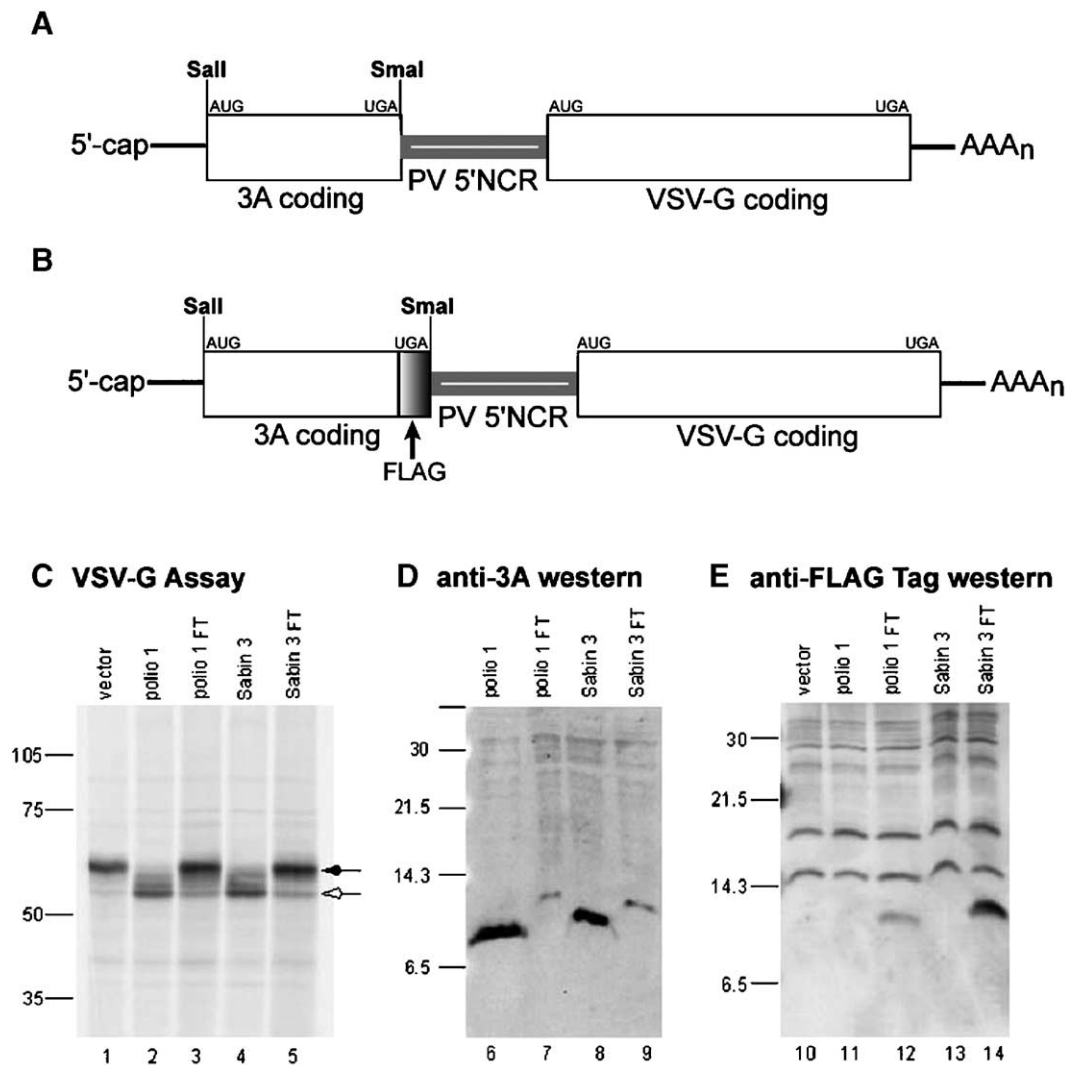 A
SalI SmaI
AUG UGA AUG UGA
5'-cap AAAn
3A coding PV 5'NCR VSV-G coding
B
SalI SmaI
AUG UGA AUG UGA
5'-cap AAAn
3A coding PV 5'NCR VSV-G coding
FLAG
C VSV-G Assay
vector
polio 1
polio 1 FT
Sabin 3
Sabin 3 FT
105
75
50
35
1 2 3 4 5
D anti-3A western
polio 1
polio 1 FT
Sabin 3
Sabin 3 FT
30
21.5
14.3
6.5
6 7 8 9
E anti-FLAG Tag western
vector
polio 1
polio 1 FT
Sabin 3
Sabin 3 FT
30
21.5
14.3
6.5
10 11 12 13 14